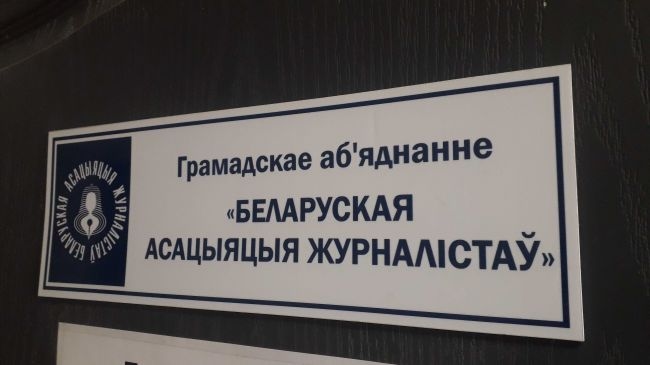 БЕЛАРУСКАЯ АСАЦЫЯЦЫЯ ЖУРНАЛІСТАЎ
Грамадскае аб'яднанне
«БЕЛАРУСКАЯ
АСАЦЫЯЦЫЯ ЖУРНАЛІСТАЎ»